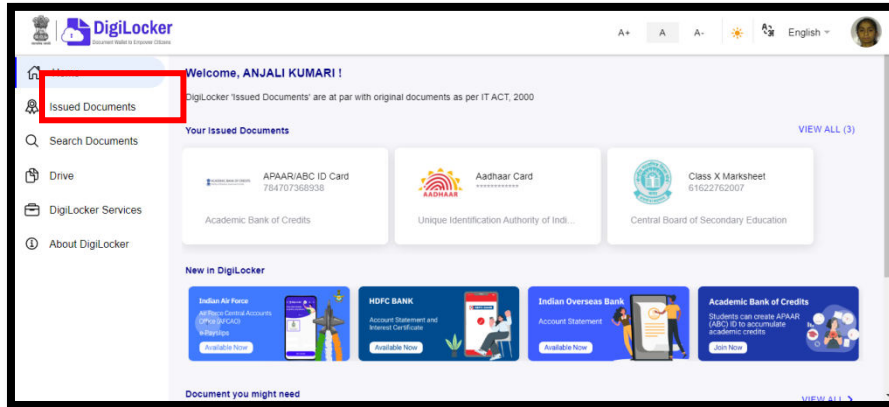 DigiLocker
Document Wallet to Empower Citizens
A+ A A- English
Home
Issued Documents
Search Documents
Drive
DigiLocker Services
About DigiLocker
Welcome, ANJALI KUMARI !
DigiLocker 'Issued Documents' are at par with original documents as per IT ACT, 2000
Your Issued Documents
VIEW ALL (3)
APAAR/ABC ID Card
784707368938
Academic Bank of Credits
AADHAAR
Aadhaar Card
************
Unique Identification Authority of Indi...
Class X Marksheet
61622762007
Central Board of Secondary Education
New in DigiLocker
Indian Air Force
Air Force Central Accounts
Office (AFCAO)
e-Payslips
Available Now
HDFC BANK
Account Statement and
Interest Certificate
Available Now
Indian Overseas Bank
Account Statement
Available Now
Academic Bank of Credits
Students can create APAAR
(ABC) ID to accumulate
academic credits
Join Now
Document you might need
VIEW ALL >